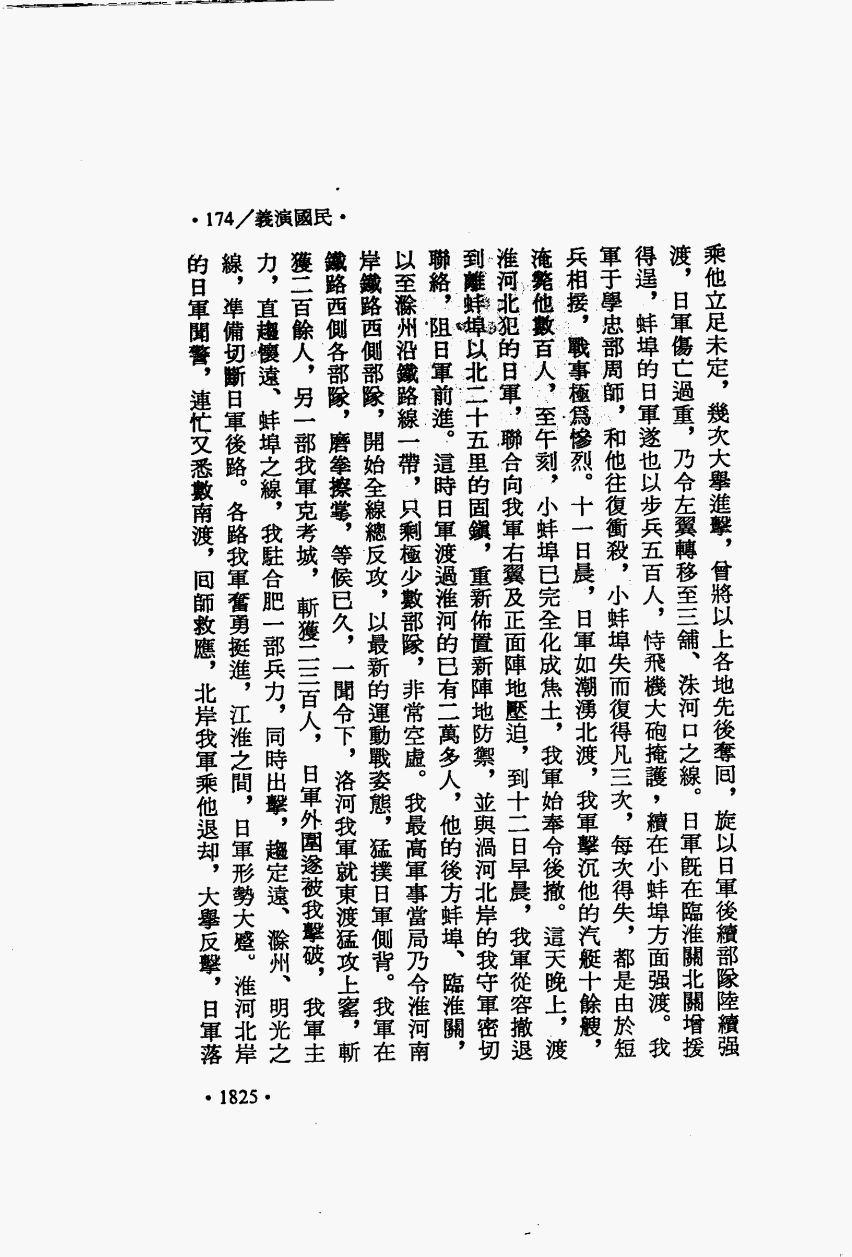 ·174／義演國民·
乘他立足未定，幾次大舉進擊，曾將以上各地先後奪囘，旋以日軍後續部隊陸續强
渡，日軍傷亡過重，乃令左翼轉移至三舖、洙河口之線。日軍旣在臨淮關北關增援
得逞，蚌埠的日軍遂也以步兵五百人，恃飛機大砲掩護，續在小蚌埠方面强渡。我
軍于學忠部周師，和他往復衝殺，小蚌埠失而復得凡三次，每次得失，都是由於短
兵相接，戰事極爲慘烈。十一日晨，日軍如潮湧北渡，我軍擊沉他的汽艇十餘艘，
淹斃他數百人，至午刻，小蚌埠已完全化成焦土，我軍始奉令後撤。這天晚上，渡
淮河北犯的日軍，聯合向我軍右翼及正面陣地壓迫，到十二日早晨，我軍從容撤退
到離蚌埠以北二十五里的固鎭，重新佈置新陣地防禦，並與渦河北岸的我守軍密切
聯絡，阻日軍前進。這時日軍渡過淮河的已有二萬多人，他的後方蚌埠、臨淮關，
以至滁州沿鐵路線一帶，只剩極少數部隊，非常空虛。我最高軍事當局乃令淮河南
岸鐵路西側部隊，開始全線總反攻，以最新的運動戰姿態，猛撲日軍側背。我軍在
鐵路西側各部隊，磨拳擦掌，等候已久，一聞令下，洛河我軍就東渡猛攻上窰，斬
獲二百餘人，另一部我軍克考城，斬獲二三百人，日軍外圍遂被我擊破，我軍主
力，直趨懷遠、蚌埠之線，我駐合肥一部兵力，同時出擊，趨定遠、滁州、明光之
線，準備切斷日軍後路。各路我軍奮勇挺進，江淮之間，日軍形勢大蹙。淮河北岸
的日軍聞警，連忙又悉數南渡，囘師救應，北岸我軍乘他退却，大舉反擊，日軍落
·1825·